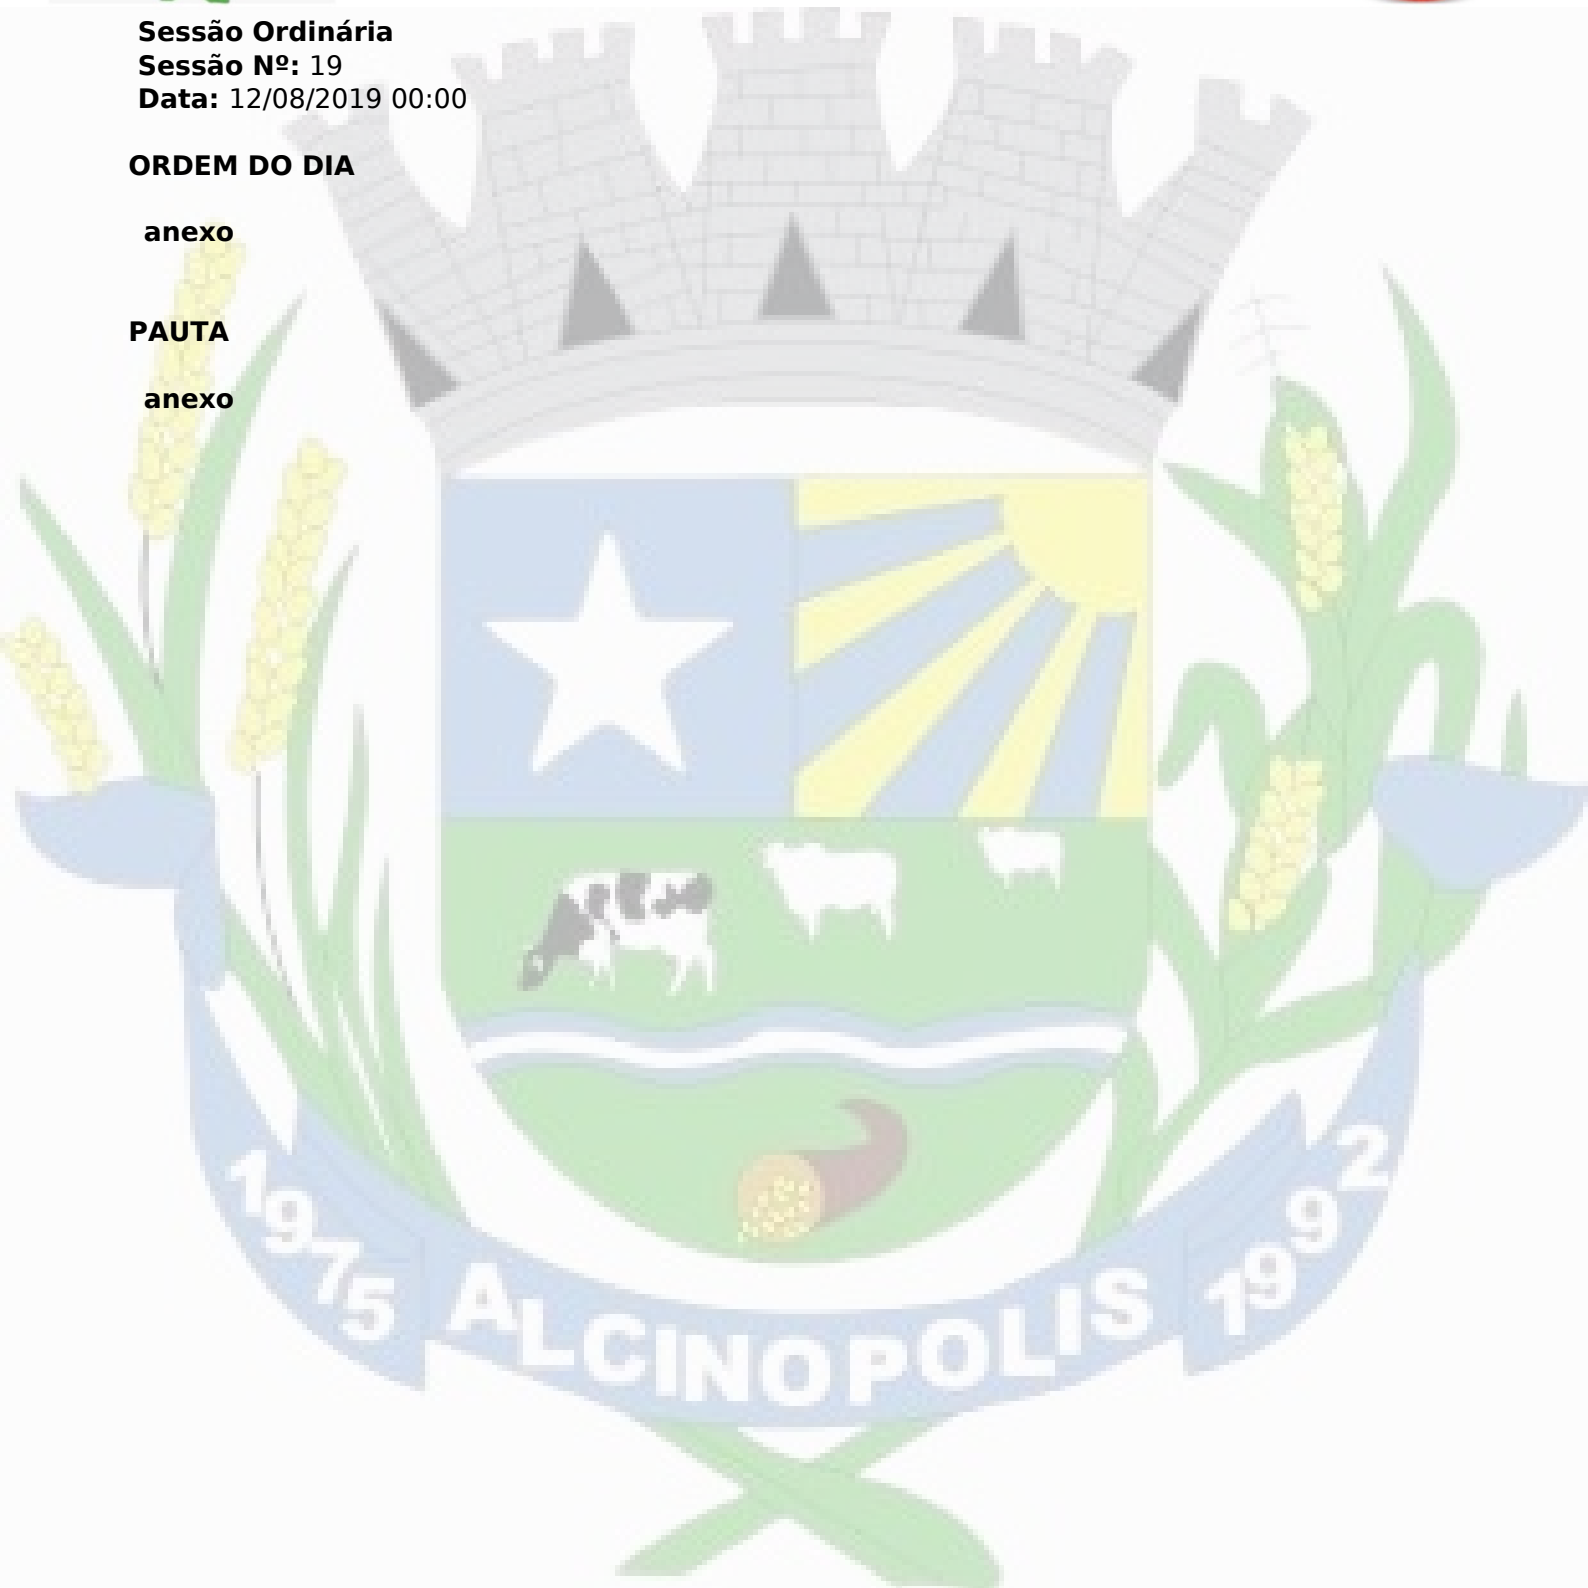 Sessão Ordinária
Sessão Nº: 19
Data: 12/08/2019 00:00
ORDEM DO DIA
anexo
PAUTA
anexo
1975 ALCINOPOLIS 1992